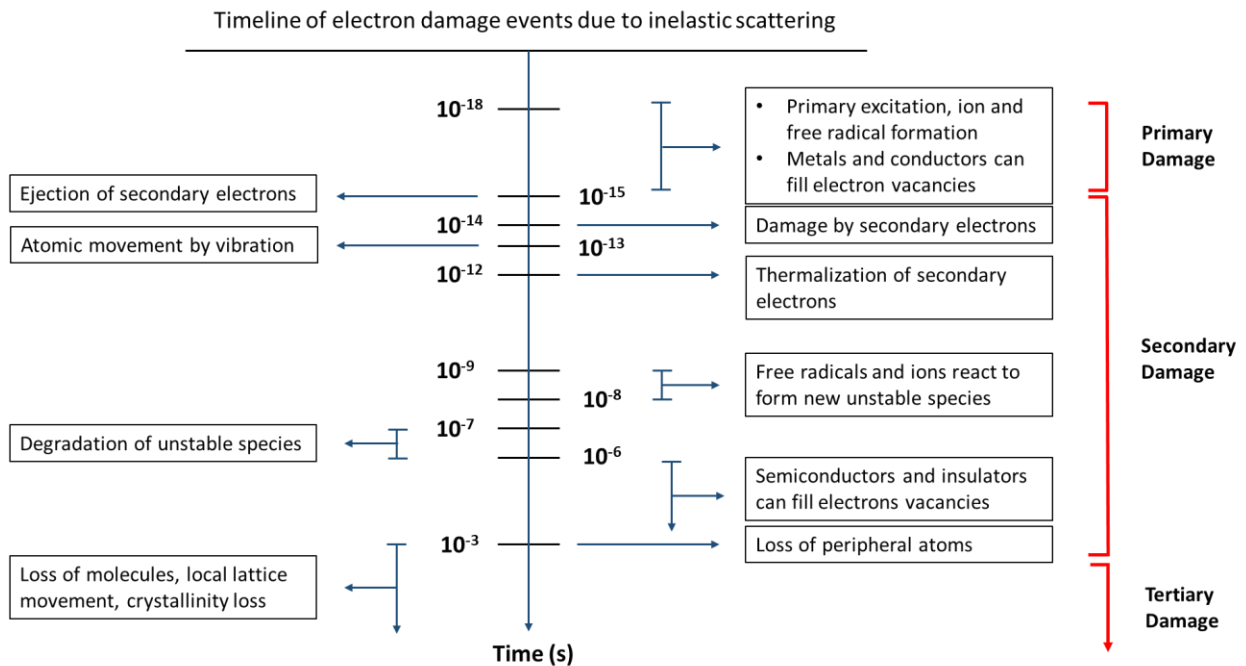 Timeline of electron damage events due to inelastic scattering
10⁻¹⁸
• Primary excitation, ion and
free radical formation
• Metals and conductors can
fill electron vacancies
Primary
Damage
Ejection of secondary electrons
10⁻¹⁵
10⁻¹⁴
Damage by secondary electrons
Atomic movement by vibration
10⁻¹³
10⁻¹²
Thermalization of secondary
electrons
Secondary
Damage
10⁻⁹
Free radicals and ions react to
form new unstable species
10⁻⁸
10⁻⁷
Degradation of unstable species
10⁻⁶
Semiconductors and insulators
can fill electrons vacancies
10⁻³
Loss of peripheral atoms
Loss of molecules, local lattice
movement, crystallinity loss
Tertiary
Damage
Time (s)